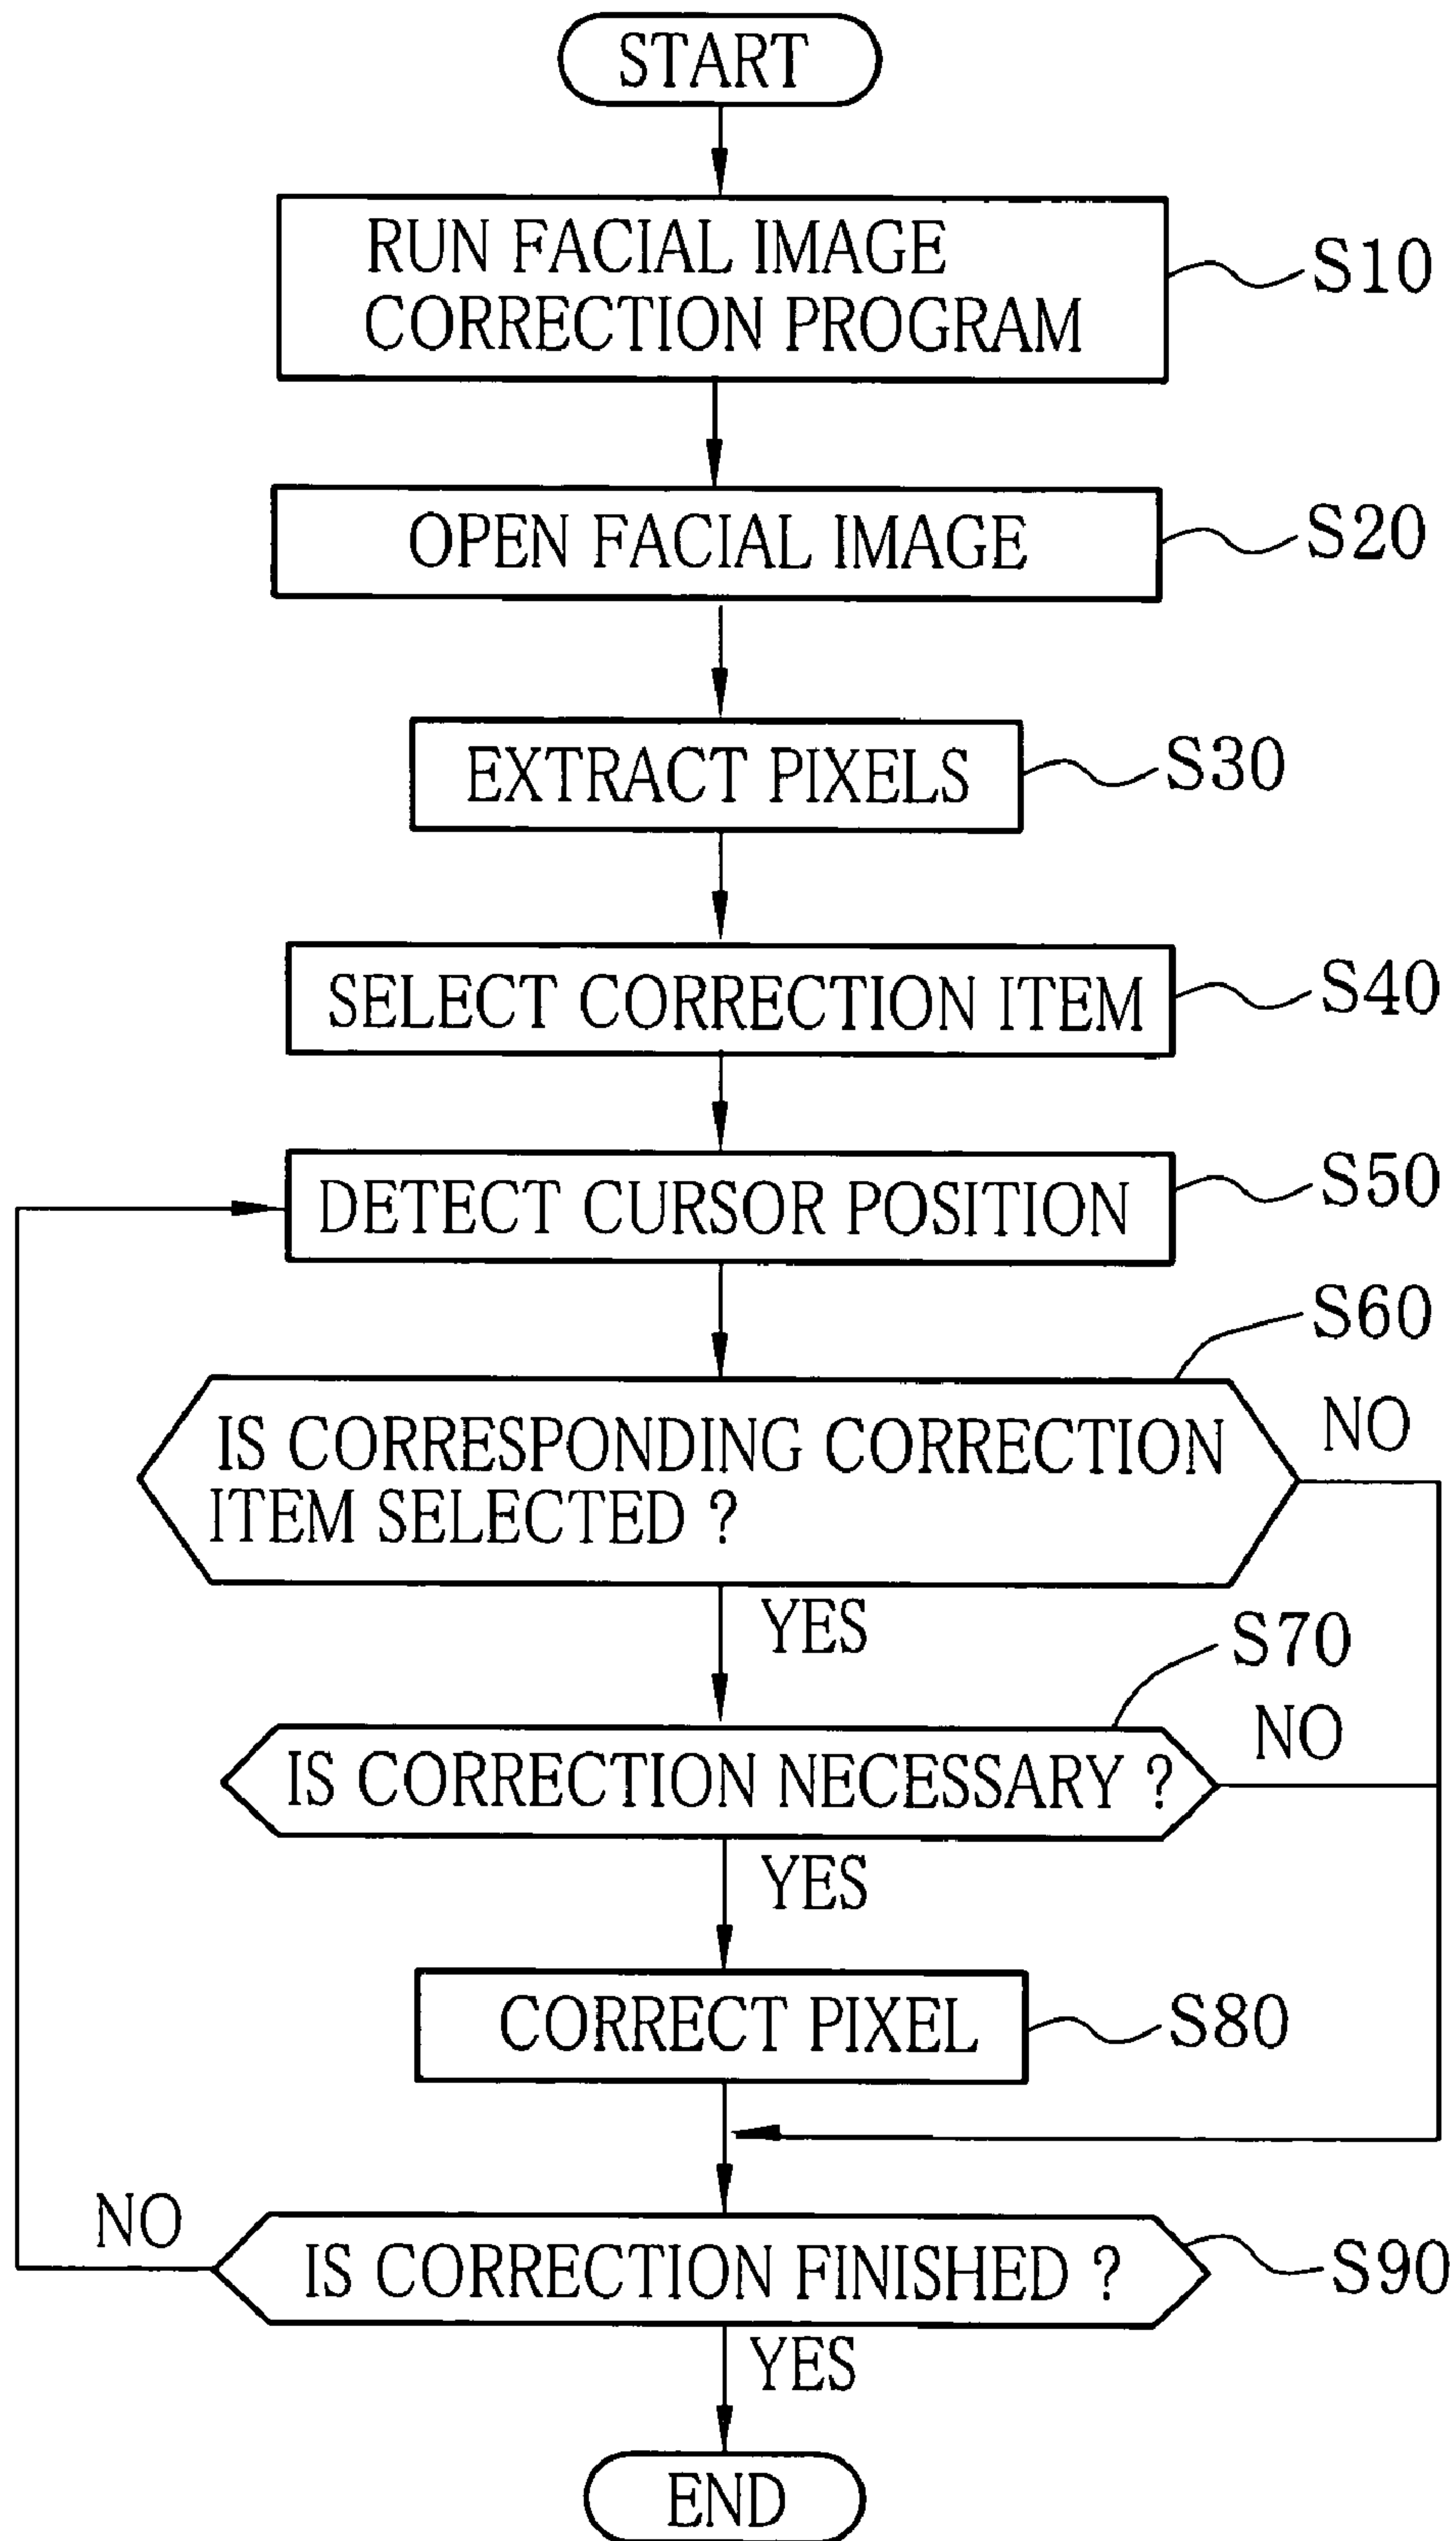 START
RUN FACIAL IMAGE
CORRECTION PROGRAM
S10
OPEN FACIAL IMAGE
S20
EXTRACT PIXELS
S30
SELECT CORRECTION ITEM
S40
DETECT CURSOR POSITION
S50
S60
IS CORRESPONDING CORRECTION
ITEM SELECTED ?
NO
YES
S70
IS CORRECTION NECESSARY ?
NO
YES
CORRECT PIXEL
S80
NO
IS CORRECTION FINISHED ?
S90
YES
END